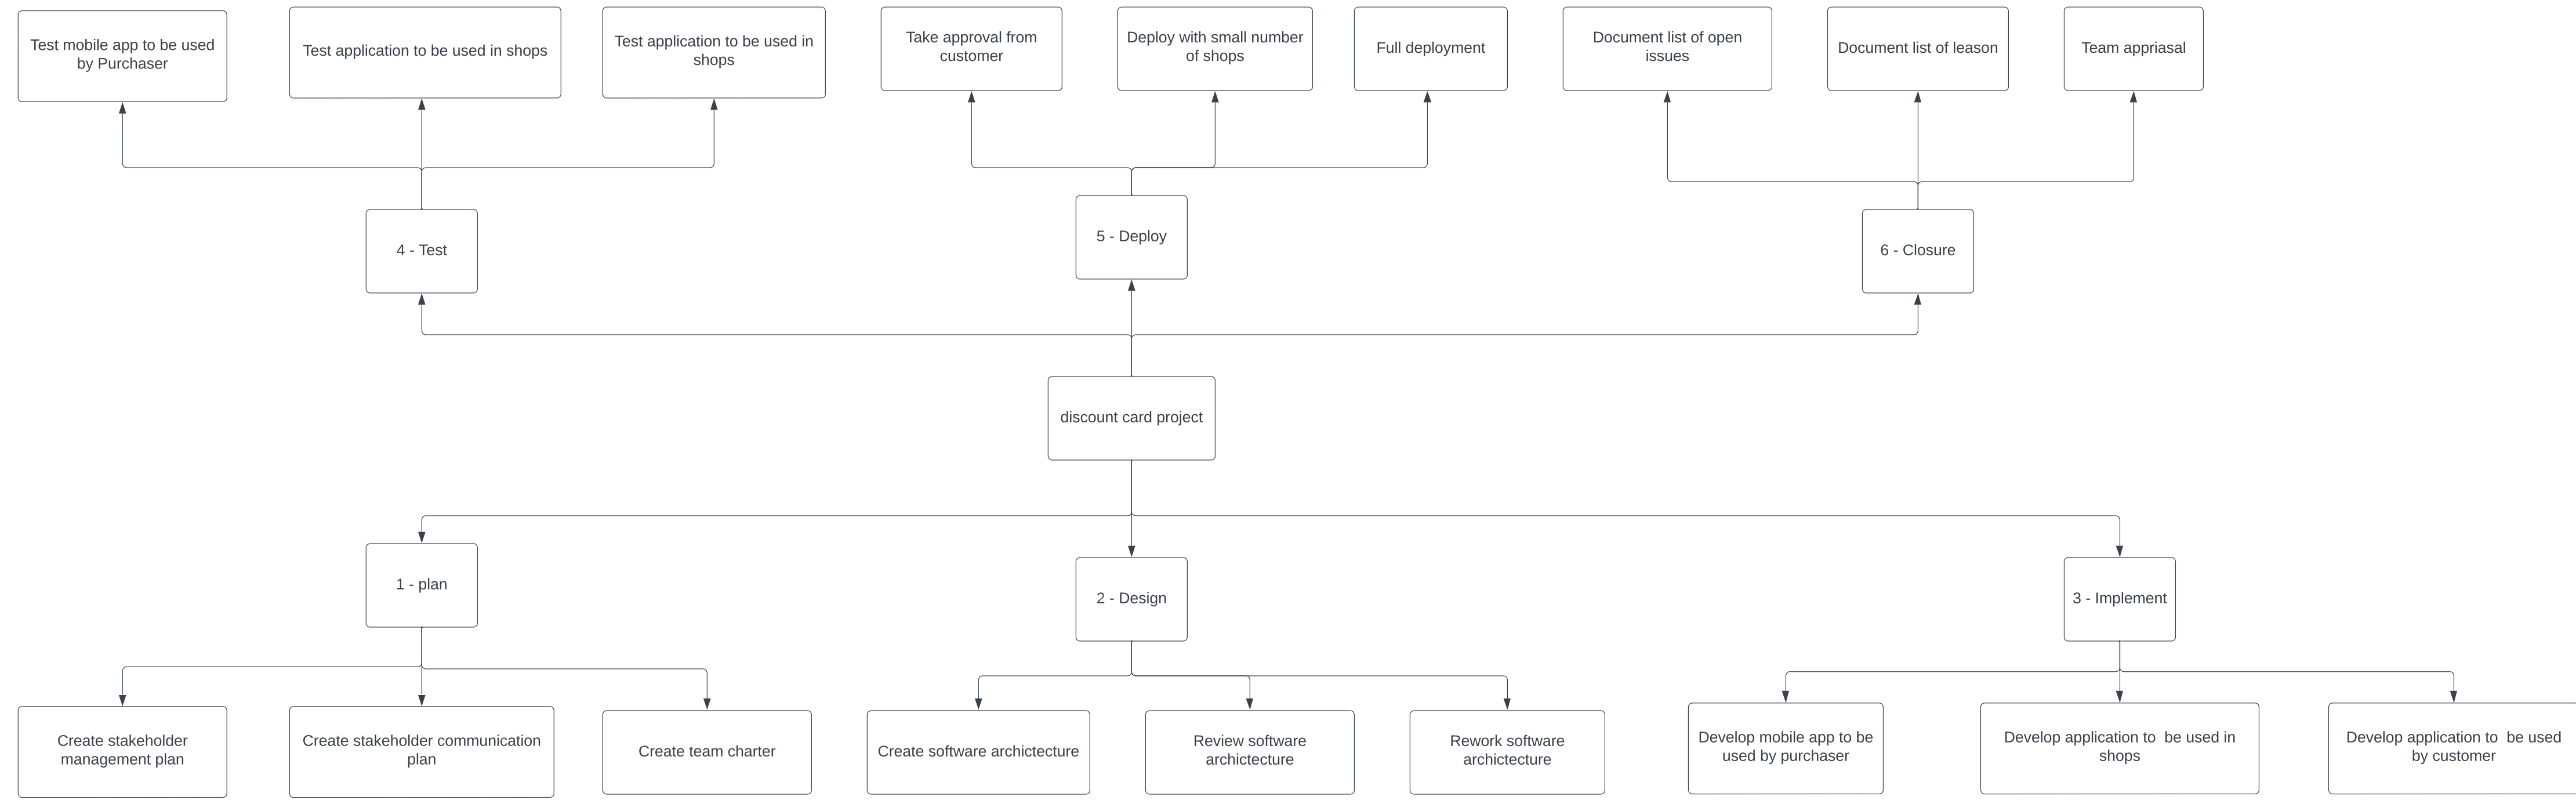 Test mobile app to be used
by Purchaser
Test application to be used in shops
Test application to be used in
shops
Take approval from
customer
Deploy with small number
of shops
Full deployment
Document list of open
issues
Document list of leason
Team appriasal
4 - Test
5 - Deploy
6 - Closure
discount card project
1 - plan
2 - Design
3 - Implement
Create stakeholder
management plan
Create stakeholder communication
plan
Create team charter
Create software archictecture
Review software
archictecture
Rework software
archictecture
Develop mobile app to be
used by purchaser
Develop application to  be used in
shops
Develop application to  be used
by customer